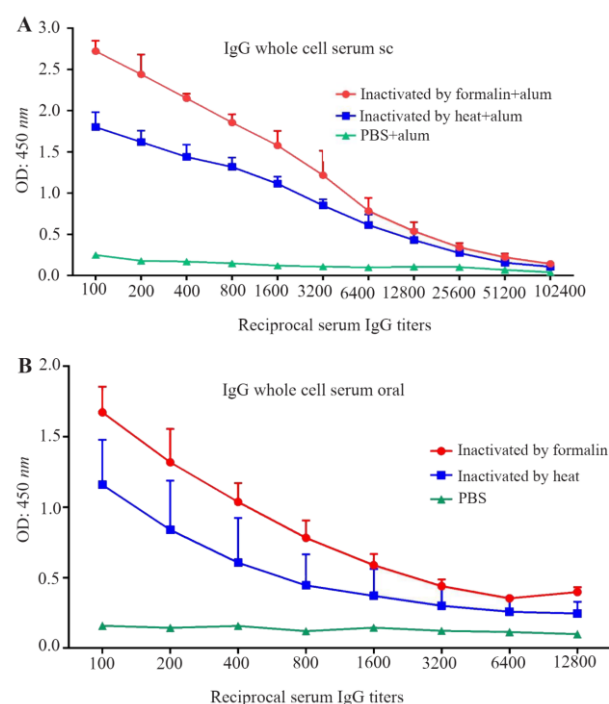 A
IgG whole cell serum sc
Inactivated by formalin+alum
Inactivated by heat+alum
PBS+alum
OD: 450 nm
3.0
2.5
2.0
1.5
1.0
0.5
0.0
100 200 400 800 1600 3200 6400 12800 25600 51200 102400
Reciprocal serum IgG titers
B
IgG whole cell serum oral
Inactivated by formalin
Inactivated by heat
PBS
OD: 450 nm
2.0
1.5
1.0
0.5
0.0
100 200 400 800 1600 3200 6400 12800
Reciprocal serum IgG titers